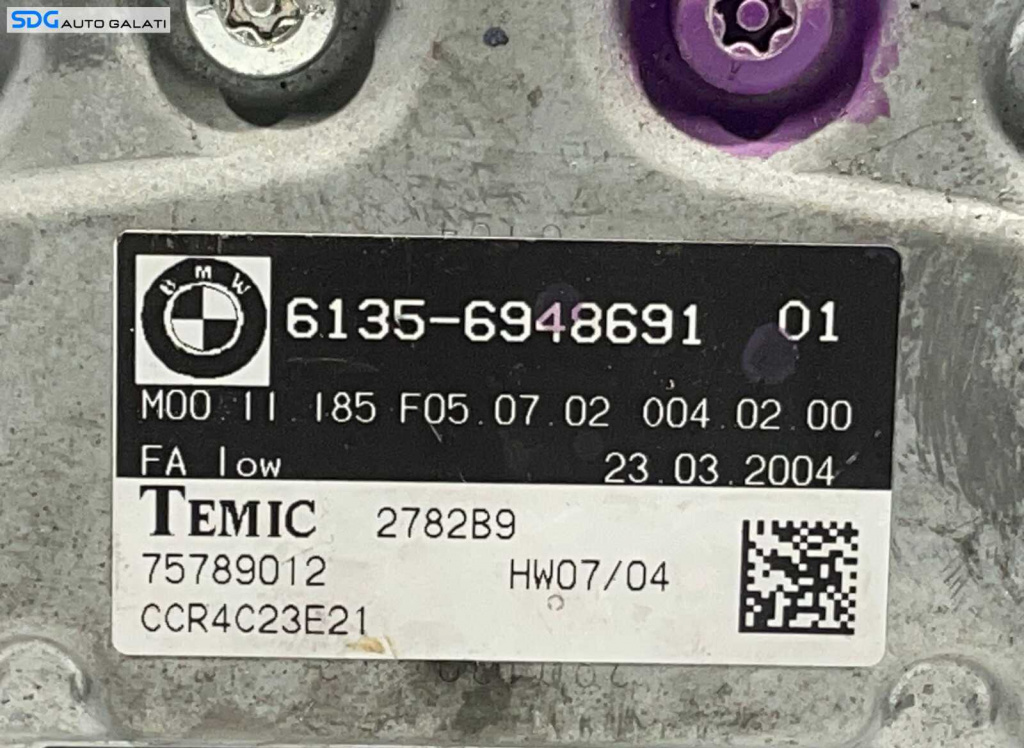 SDG AUTO GALATI
BMW
6135-6948691 01
M00.11 185 F05.07.02 004.02.00
FA low 23.03.2004
TEMIC 2782B9
75789012 HW07/04
CCR4C23E21